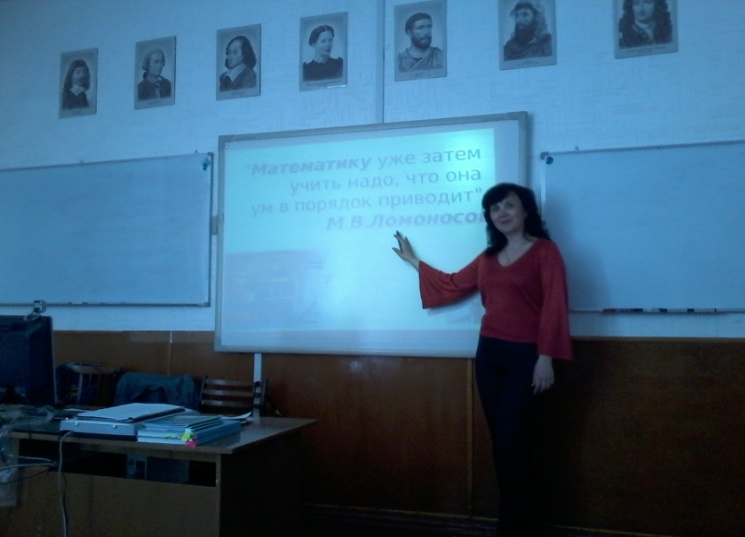 "Математику уже затем
учить надо, что она
ум в порядок приводит"
М.В.Ломоносо